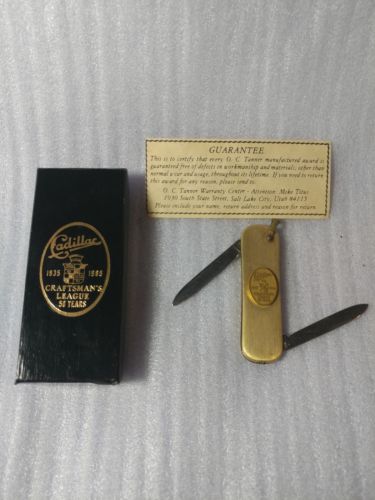 GUARANTEE
This is to certify that every O. C. Tanner manufactured award is
guaranteed free of defects in workmanship and materials, other than
normal wear and usage, throughout its lifetime. If you need to return
this award for any reason, please send to:
O. C. Tanner Warranty Center - Attention: Mike Titus
1930 South State Street, Salt Lake City, Utah 84115
Please include your name, return address and reason for return.
Cadillac
1935 1985
CRAFTSMAN'S
LEAGUE
50 YEARS